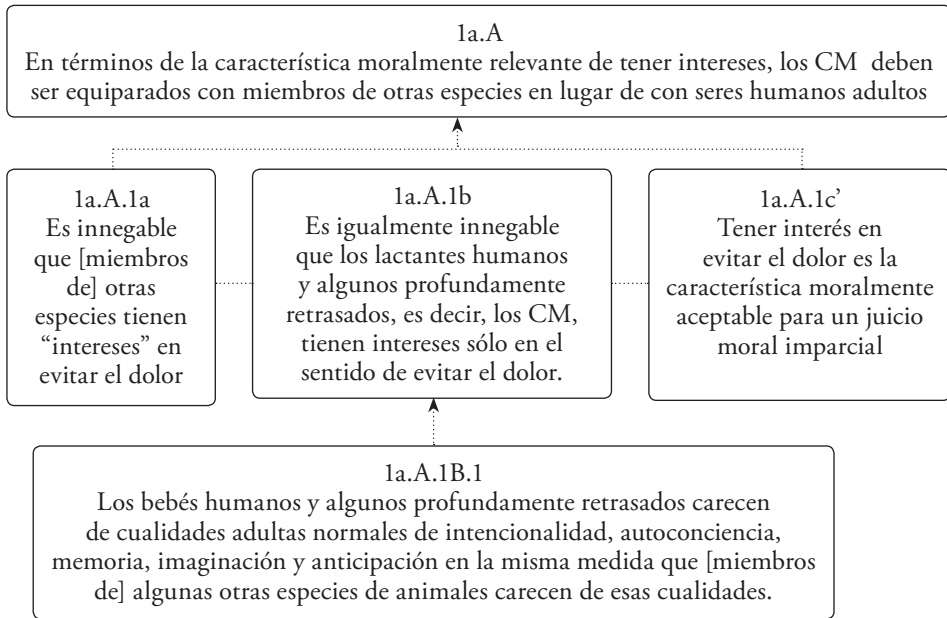 1a.A
En términos de la característica moralmente relevante de tener intereses, los CM deben
ser equiparados con miembros de otras especies en lugar de con seres humanos adultos
1a.A.1a
Es innegable
que [miembros
de] otras
especies tienen
“intereses” en
evitar el dolor
1a.A.1b
Es igualmente innegable
que los lactantes humanos
y algunos profundamente
retrasados, es decir, los CM,
tienen intereses sólo en el
sentido de evitar el dolor.
1a.A.1c’
Tener interés en
evitar el dolor es la
característica moralmente
aceptable para un juicio
moral imparcial
1a.A.1B.1
Los bebés humanos y algunos profundamente retrasados carecen
de cualidades adultas normales de intencionalidad, autoconciencia,
memoria, imaginación y anticipación en la misma medida que [miembros
de] algunas otras especies de animales carecen de esas cualidades.